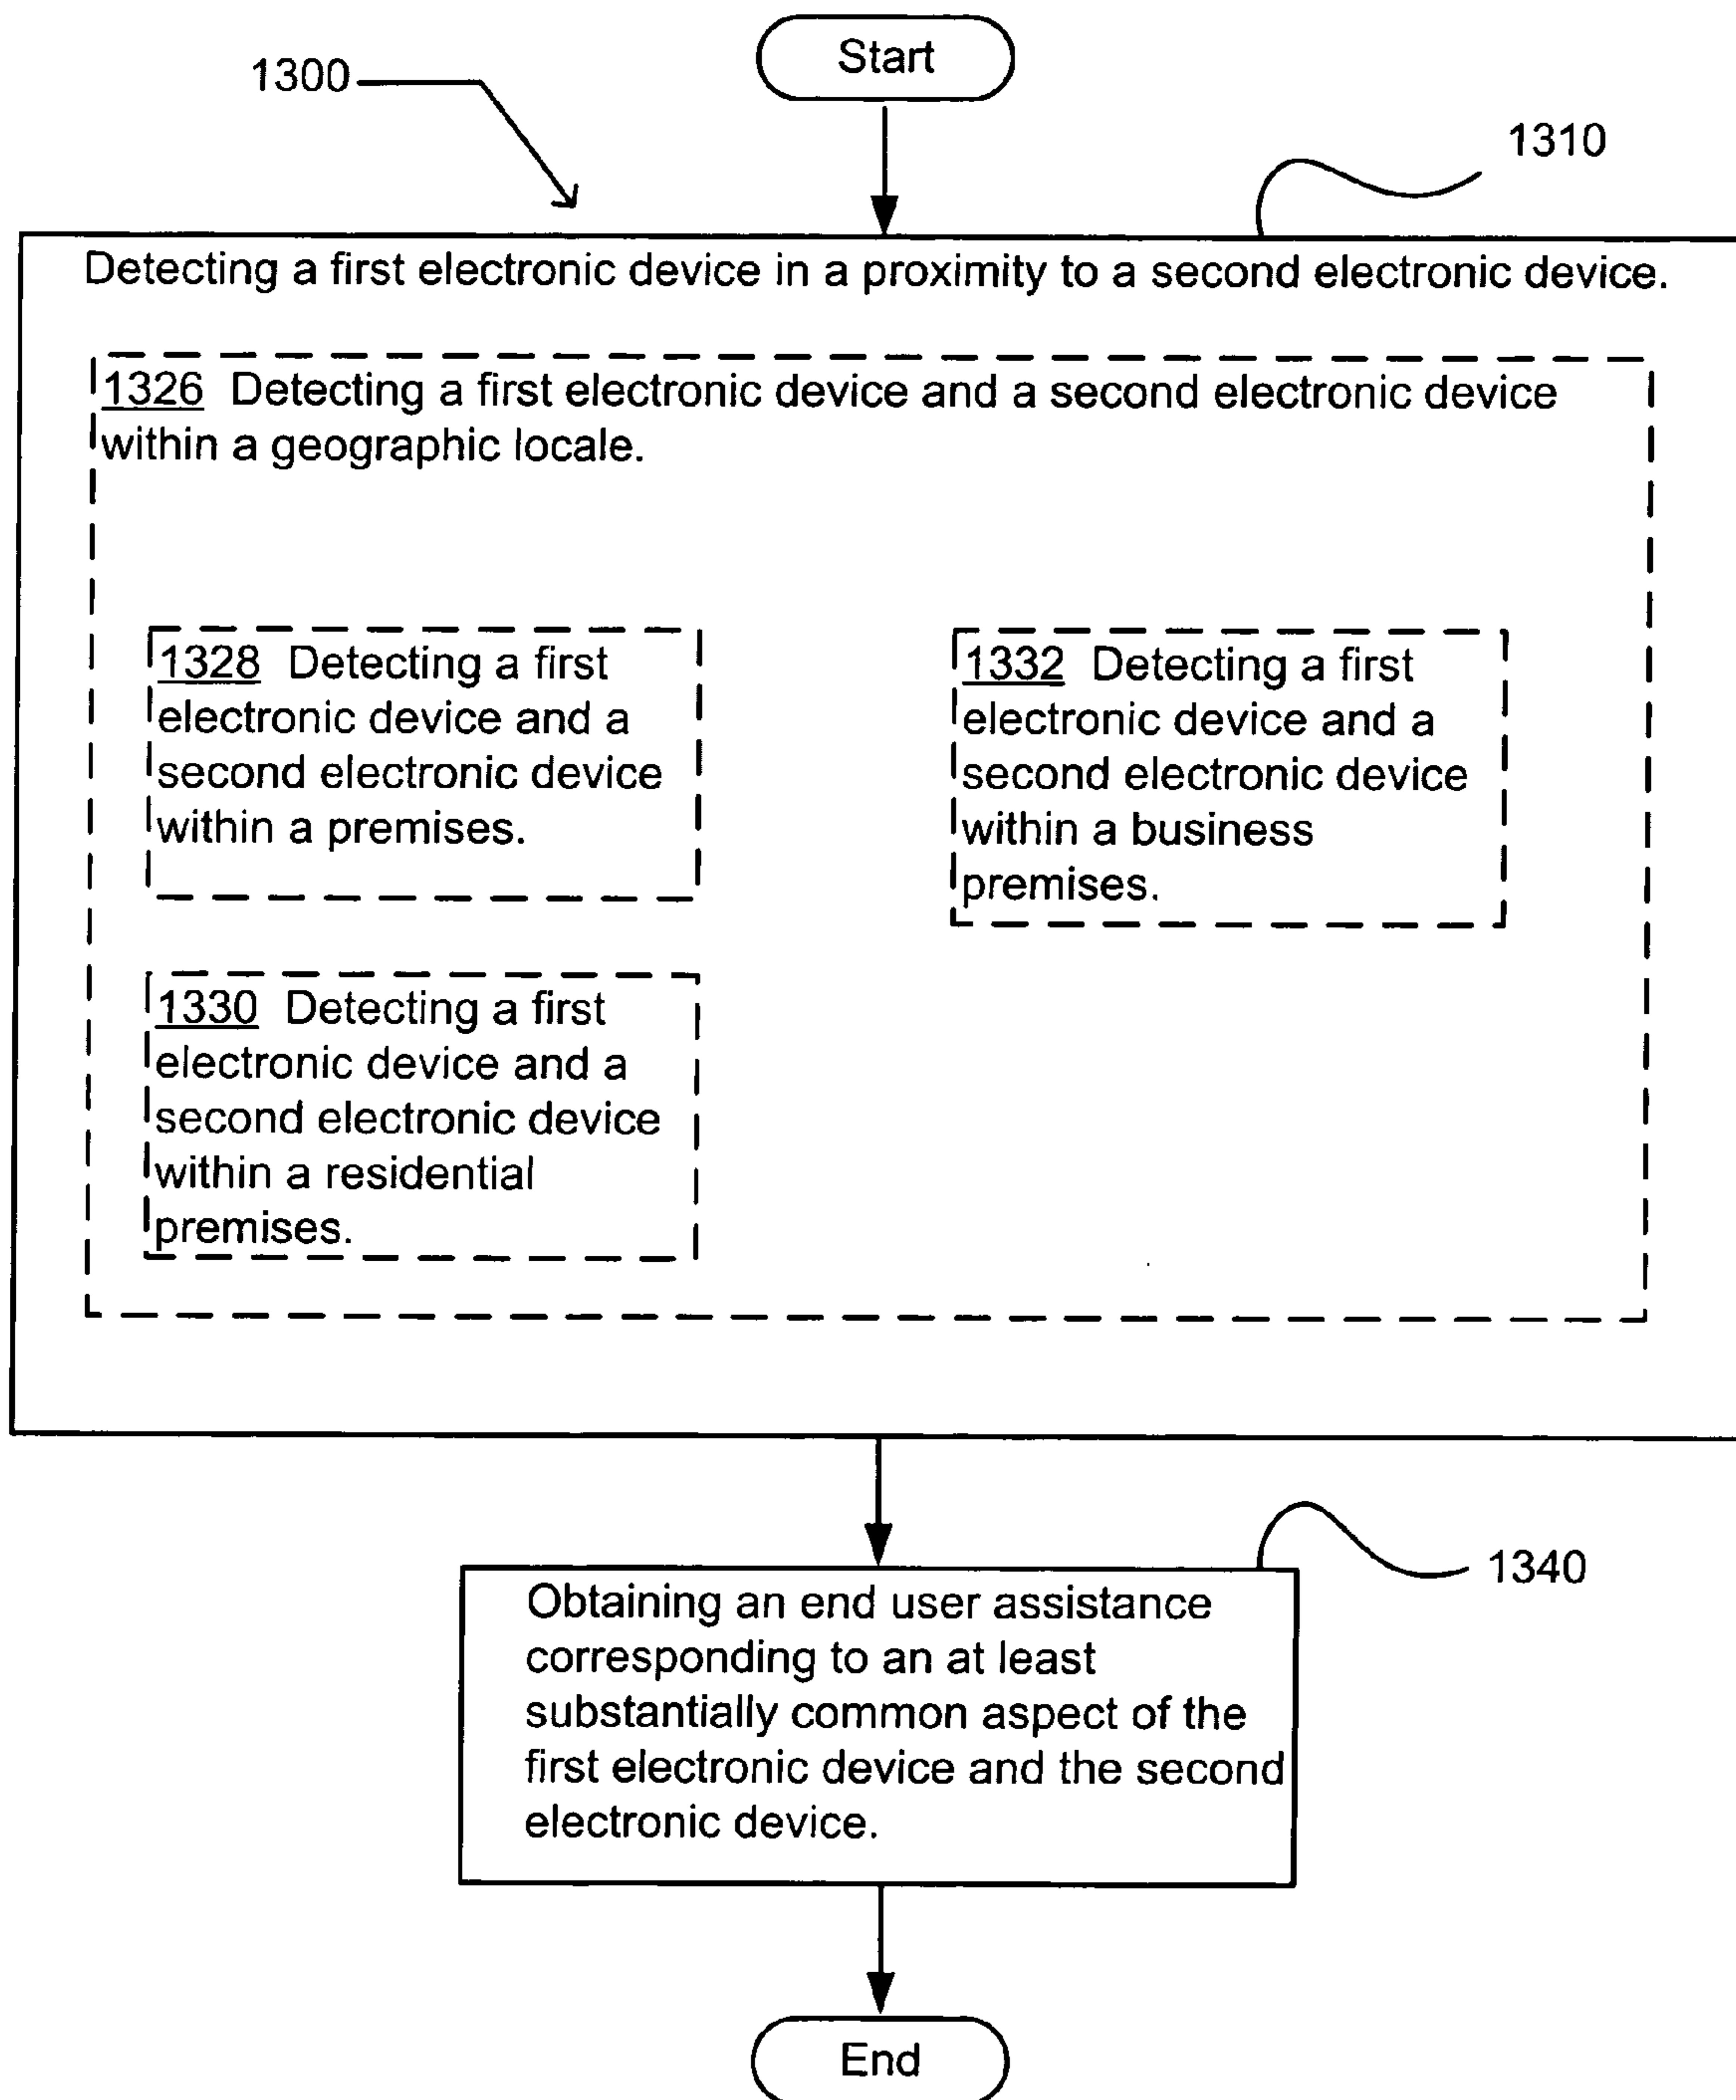 Start
1300
1310
Detecting a first electronic device in a proximity to a second electronic device.
1326 Detecting a first electronic device and a second electronic device
within a geographic locale.
1328 Detecting a first
electronic device and a
second electronic device
within a premises.
1332 Detecting a first
electronic device and a
second electronic device
within a business
premises.
1330 Detecting a first
electronic device and a
second electronic device
within a residential
premises.
1340
Obtaining an end user assistance
corresponding to an at least
substantially common aspect of the
first electronic device and the second
electronic device.
End